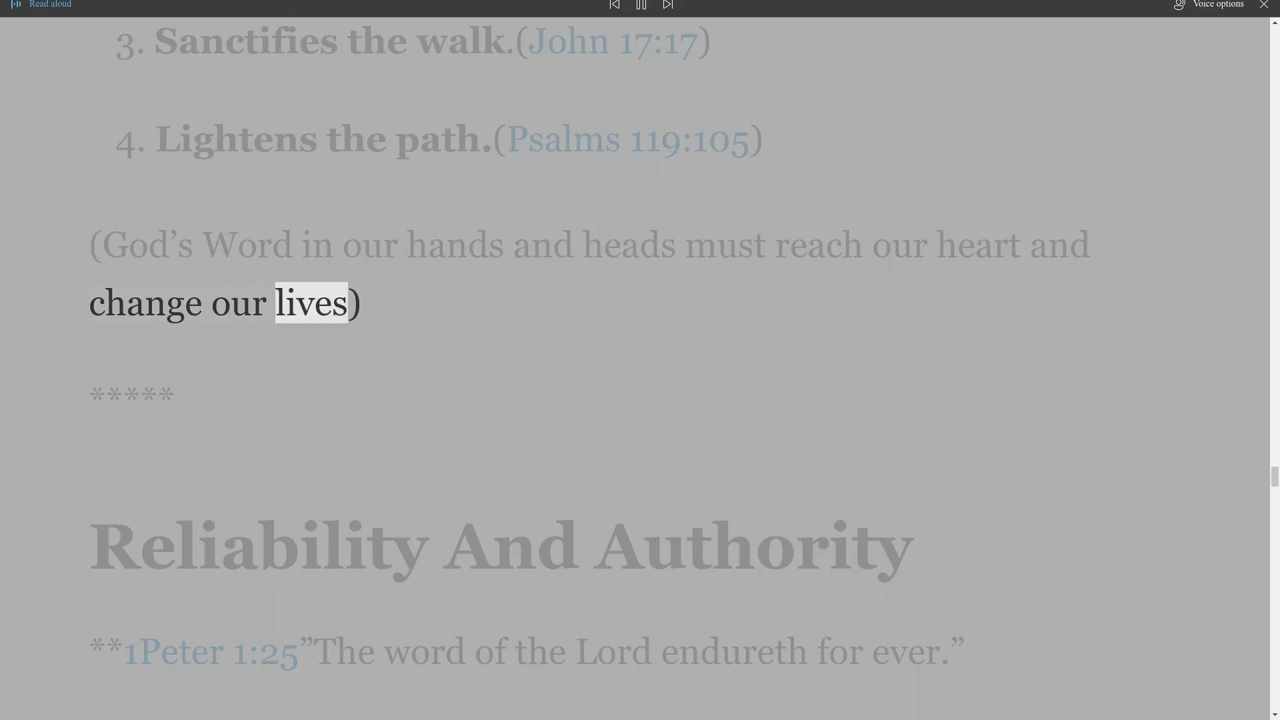 Read aloud
Voice options
3. Sanctifies the walk.(John 17:17)
4. Lightens the path.(Psalms 119:105)
(God’s Word in our hands and heads must reach our heart and
change our lives)
*****
Reliability And Authority
**1Peter 1:25”The word of the Lord endureth for ever.”